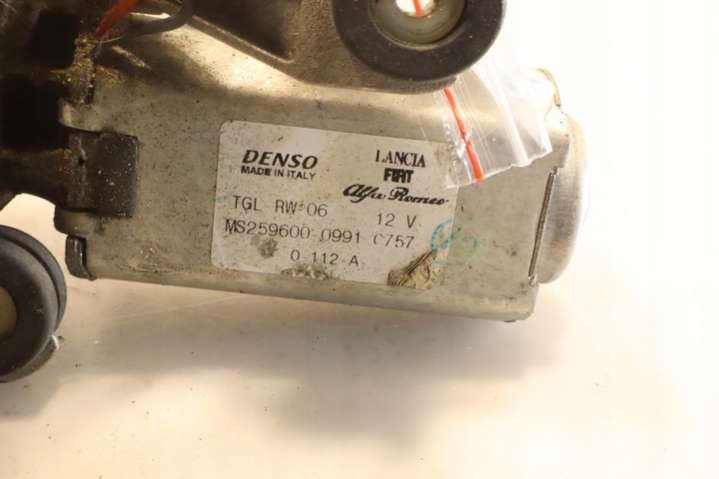 DENSO
MADE IN ITALY
LANCIA
FIAT
Alfa Romeo
TGL RW-06 12 V
MS259600-0991 C757
0 112-A